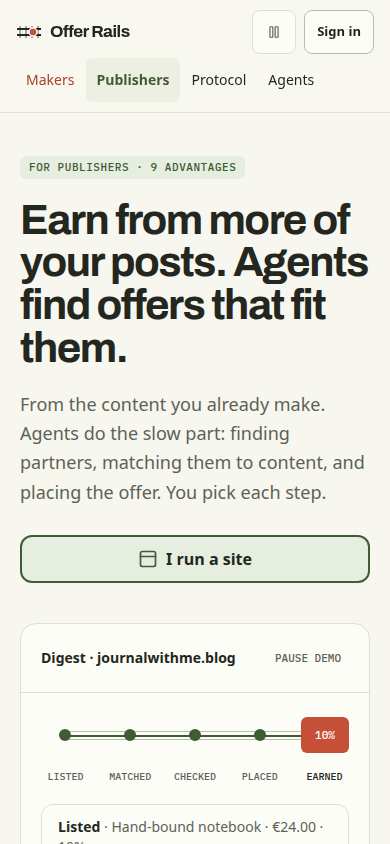 Offer Rails
Sign in
Makers Publishers Protocol Agents
FOR PUBLISHERS · 9 ADVANTAGES
Earn from more of
your posts. Agents
find offers that fit
them.
From the content you already make.
Agents do the slow part: finding
partners, matching them to content, and
placing the offer. You pick each step.
I run a site
Digest · journalwithme.blog PAUSE DEMO
10%
LISTED MATCHED CHECKED PLACED EARNED
Listed · Hand-bound notebook · €24.00 ·